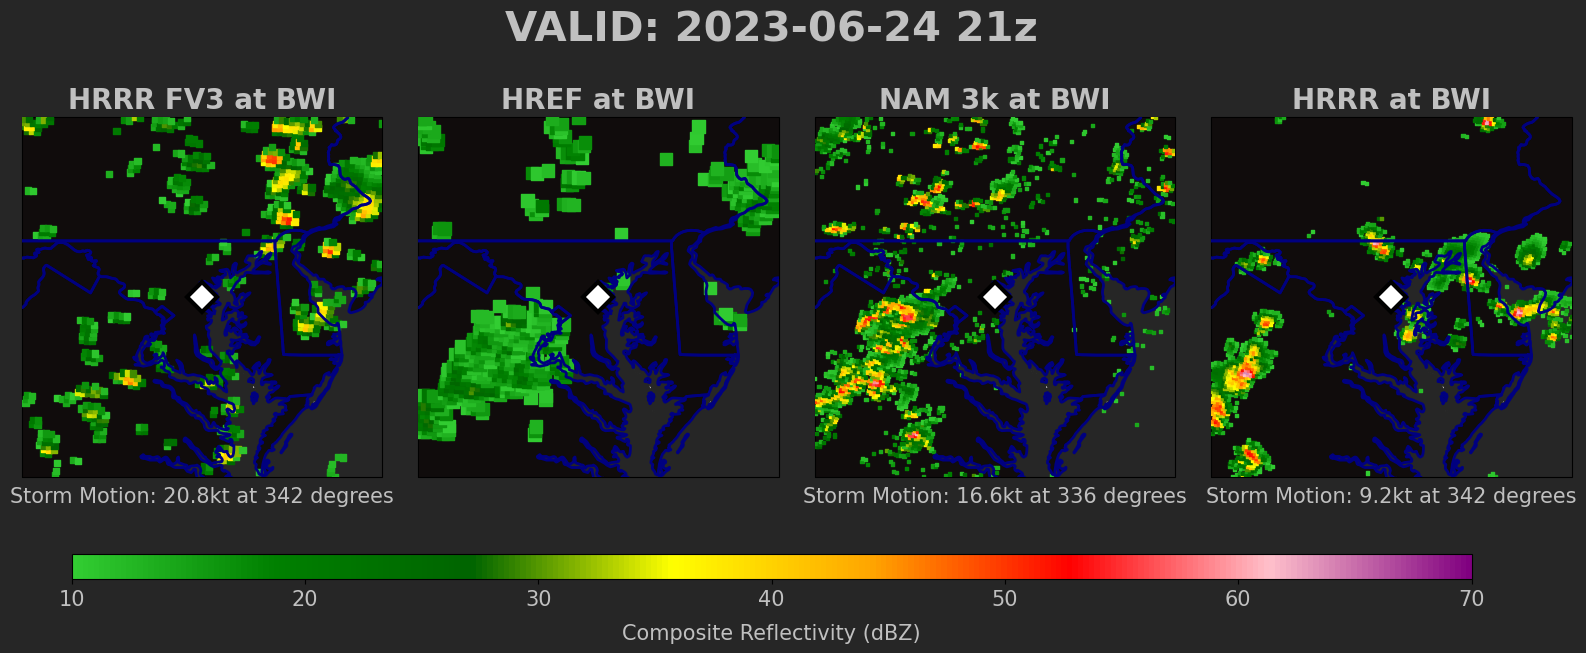 VALID: 2023-06-24 21z
HRRR FV3 at BWI
HREF at BWI
NAM 3k at BWI
HRRR at BWI
Storm Motion: 20.8kt at 342 degrees
Storm Motion: 16.6kt at 336 degrees
Storm Motion: 9.2kt at 342 degrees
10 20 30 40 50 60 70
Composite Reflectivity (dBZ)